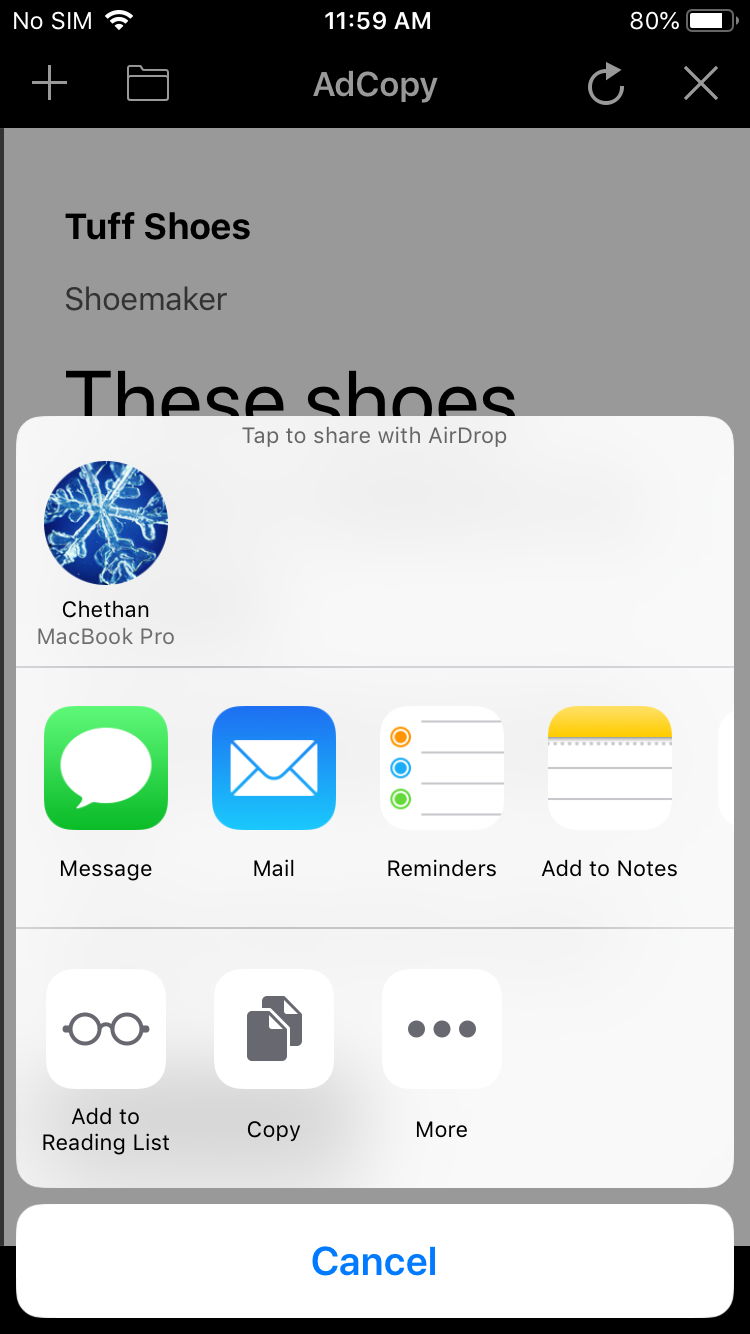 No SIM 11:59 AM 80%
AdCopy
Tuff Shoes
Shoemaker
These shoes
Tap to share with AirDrop
Chethan
MacBook Pro
Message Mail Reminders Add to Notes
Add to
Reading List Copy More
Cancel